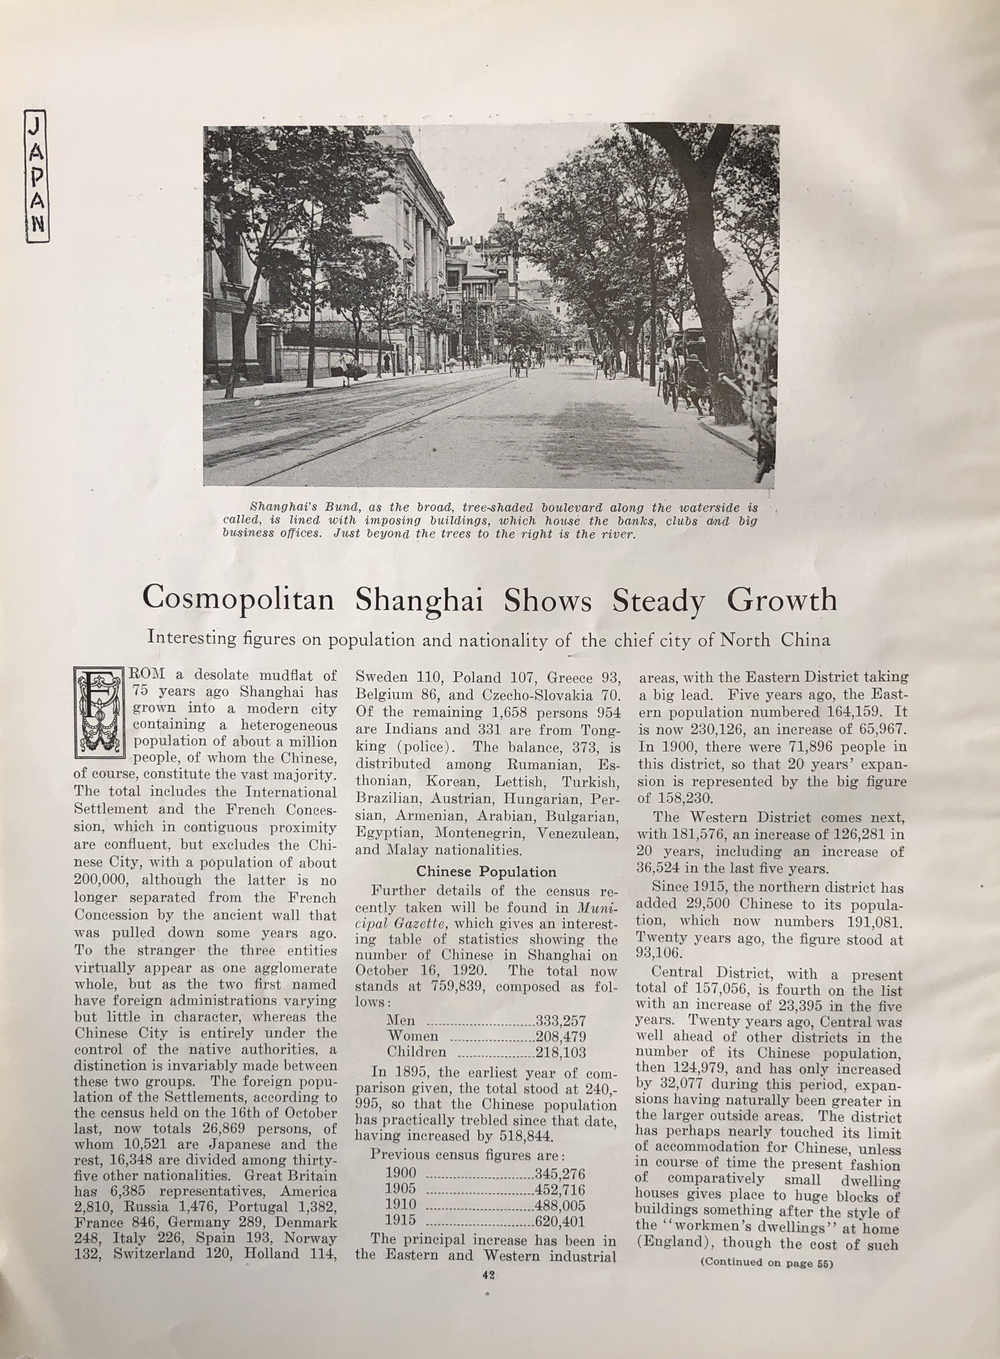 JAPAN
Shanghai's Bund, as the broad, tree-shaded boulevard along the waterside is
called, is lined with imposing buildings, which house the banks, clubs and big
business offices. Just beyond the trees to the right is the river.
Cosmopolitan Shanghai Shows Steady Growth
Interesting figures on population and nationality of the chief city of North China
FROM a desolate mudflat of
75 years ago Shanghai has
grown into a modern city
containing a heterogeneous
population of about a million
people, of whom the Chinese,
of course, constitute the vast majority.
The total includes the International
Settlement and the French Conces-
sion, which in contiguous proximity
are confluent, but excludes the Chi-
nese City, with a population of about
200,000, although the latter is no
longer separated from the French
Concession by the ancient wall that
was pulled down some years ago.
To the stranger the three entities
virtually appear as one agglomerate
whole, but as the two first named
have foreign administrations varying
but little in character, whereas the
Chinese City is entirely under the
control of the native authorities, a
distinction is invariably made between
these two groups. The foreign popu-
lation of the Settlements, according to
the census held on the 16th of October
last, now totals 26,869 persons, of
whom 10,521 are Japanese and the
rest, 16,348 are divided among thirty-
five other nationalities. Great Britain
has 6,385 representatives, America
2,810, Russia 1,476, Portugal 1,382,
France 846, Germany 289, Denmark
248, Italy 226, Spain 193, Norway
132, Switzerland 120, Holland 114,
Sweden 110, Poland 107, Greece 93,
Belgium 86, and Czecho-Slovakia 70.
Of the remaining 1,658 persons 954
are Indians and 331 are from Tong-
king (police). The balance, 373, is
distributed among Rumanian, Es-
thonian, Korean, Lettish, Turkish,
Brazilian, Austrian, Hungarian, Per-
sian, Armenian, Arabian, Bulgarian,
Egyptian, Montenegrin, Venezulean,
and Malay nationalities.
Chinese Population
Further details of the census re-
cently taken will be found in Muni-
cipal Gazette, which gives an interest-
ing table of statistics showing the
number of Chinese in Shanghai on
October 16, 1920. The total now
stands at 759,839, composed as fol-
lows:
Men ............................333,257
Women ......................208,479
Children ....................218,103
In 1895, the earliest year of com-
parison given, the total stood at 240,-
995, so that the Chinese population
has practically trebled since that date,
having increased by 518,844.
Previous census figures are:
1900 ............................345,276
1905 ............................452,716
1910 ............................488,005
1915 ............................620,401
The principal increase has been in
the Eastern and Western industrial
areas, with the Eastern District taking
a big lead. Five years ago, the East-
ern population numbered 164,159. It
is now 230,126, an increase of 65,967.
In 1900, there were 71,896 people in
this district, so that 20 years' expan-
sion is represented by the big figure
of 158,230.
The Western District comes next,
with 181,576, an increase of 126,281 in
20 years, including an increase of
36,524 in the last five years.
Since 1915, the northern district has
added 29,500 Chinese to its popula-
tion, which now numbers 191,081.
Twenty years ago, the figure stood at
93,106.
Central District, with a present
total of 157,056, is fourth on the list
with an increase of 23,395 in the five
years. Twenty years ago, Central was
well ahead of other districts in the
number of its Chinese population,
then 124,979, and has only increased
by 32,077 during this period, expan-
sions having naturally been greater in
the larger outside areas. The district
has perhaps nearly touched its limit
of accommodation for Chinese, unless
in course of time the present fashion
of comparatively small dwelling
houses gives place to huge blocks of
buildings something after the style of
the "workmen's dwellings" at home
(England), though the cost of such
(Continued on page 55)
42